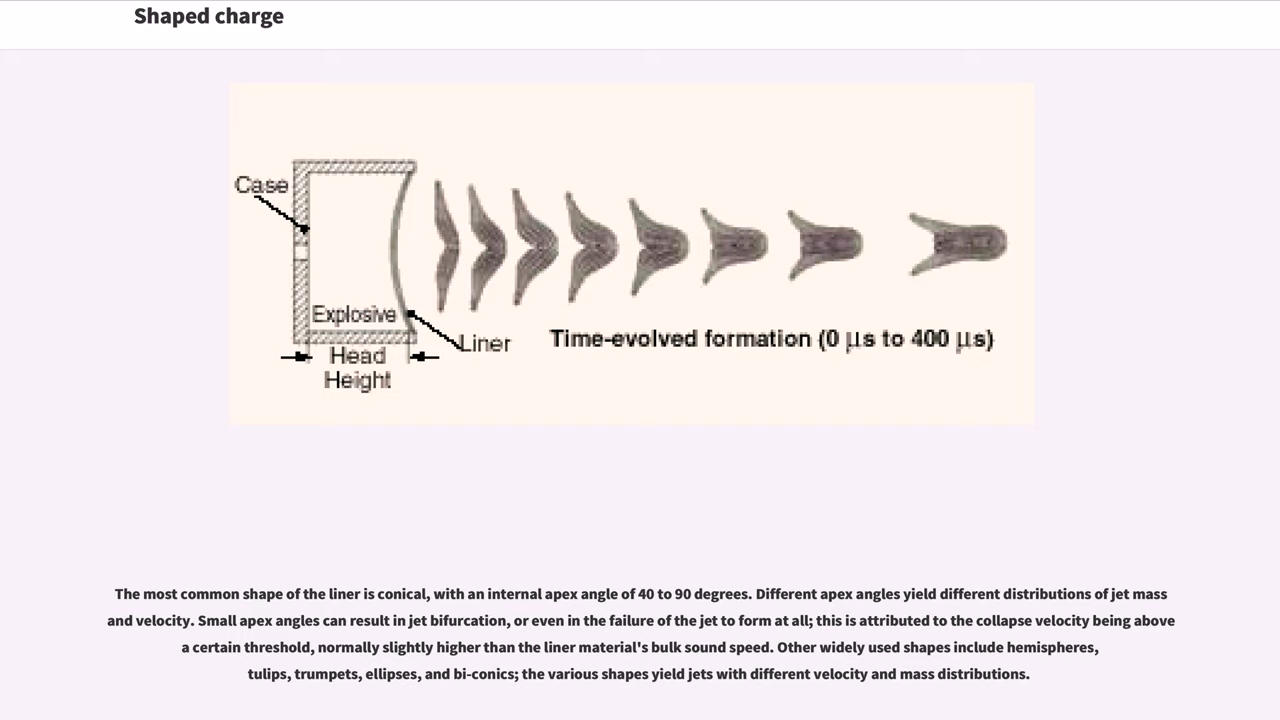 Shaped charge
Case
Explosive
Liner
Head
Height
Time-evolved formation (0 μs to 400 μs)
The most common shape of the liner is conical, with an internal apex angle of 40 to 90 degrees. Different apex angles yield different distributions of jet mass
and velocity. Small apex angles can result in jet bifurcation, or even in the failure of the jet to form at all; this is attributed to the collapse velocity being above
a certain threshold, normally slightly higher than the liner material's bulk sound speed. Other widely used shapes include hemispheres,
tulips, trumpets, ellipses, and bi-conics; the various shapes yield jets with different velocity and mass distributions.